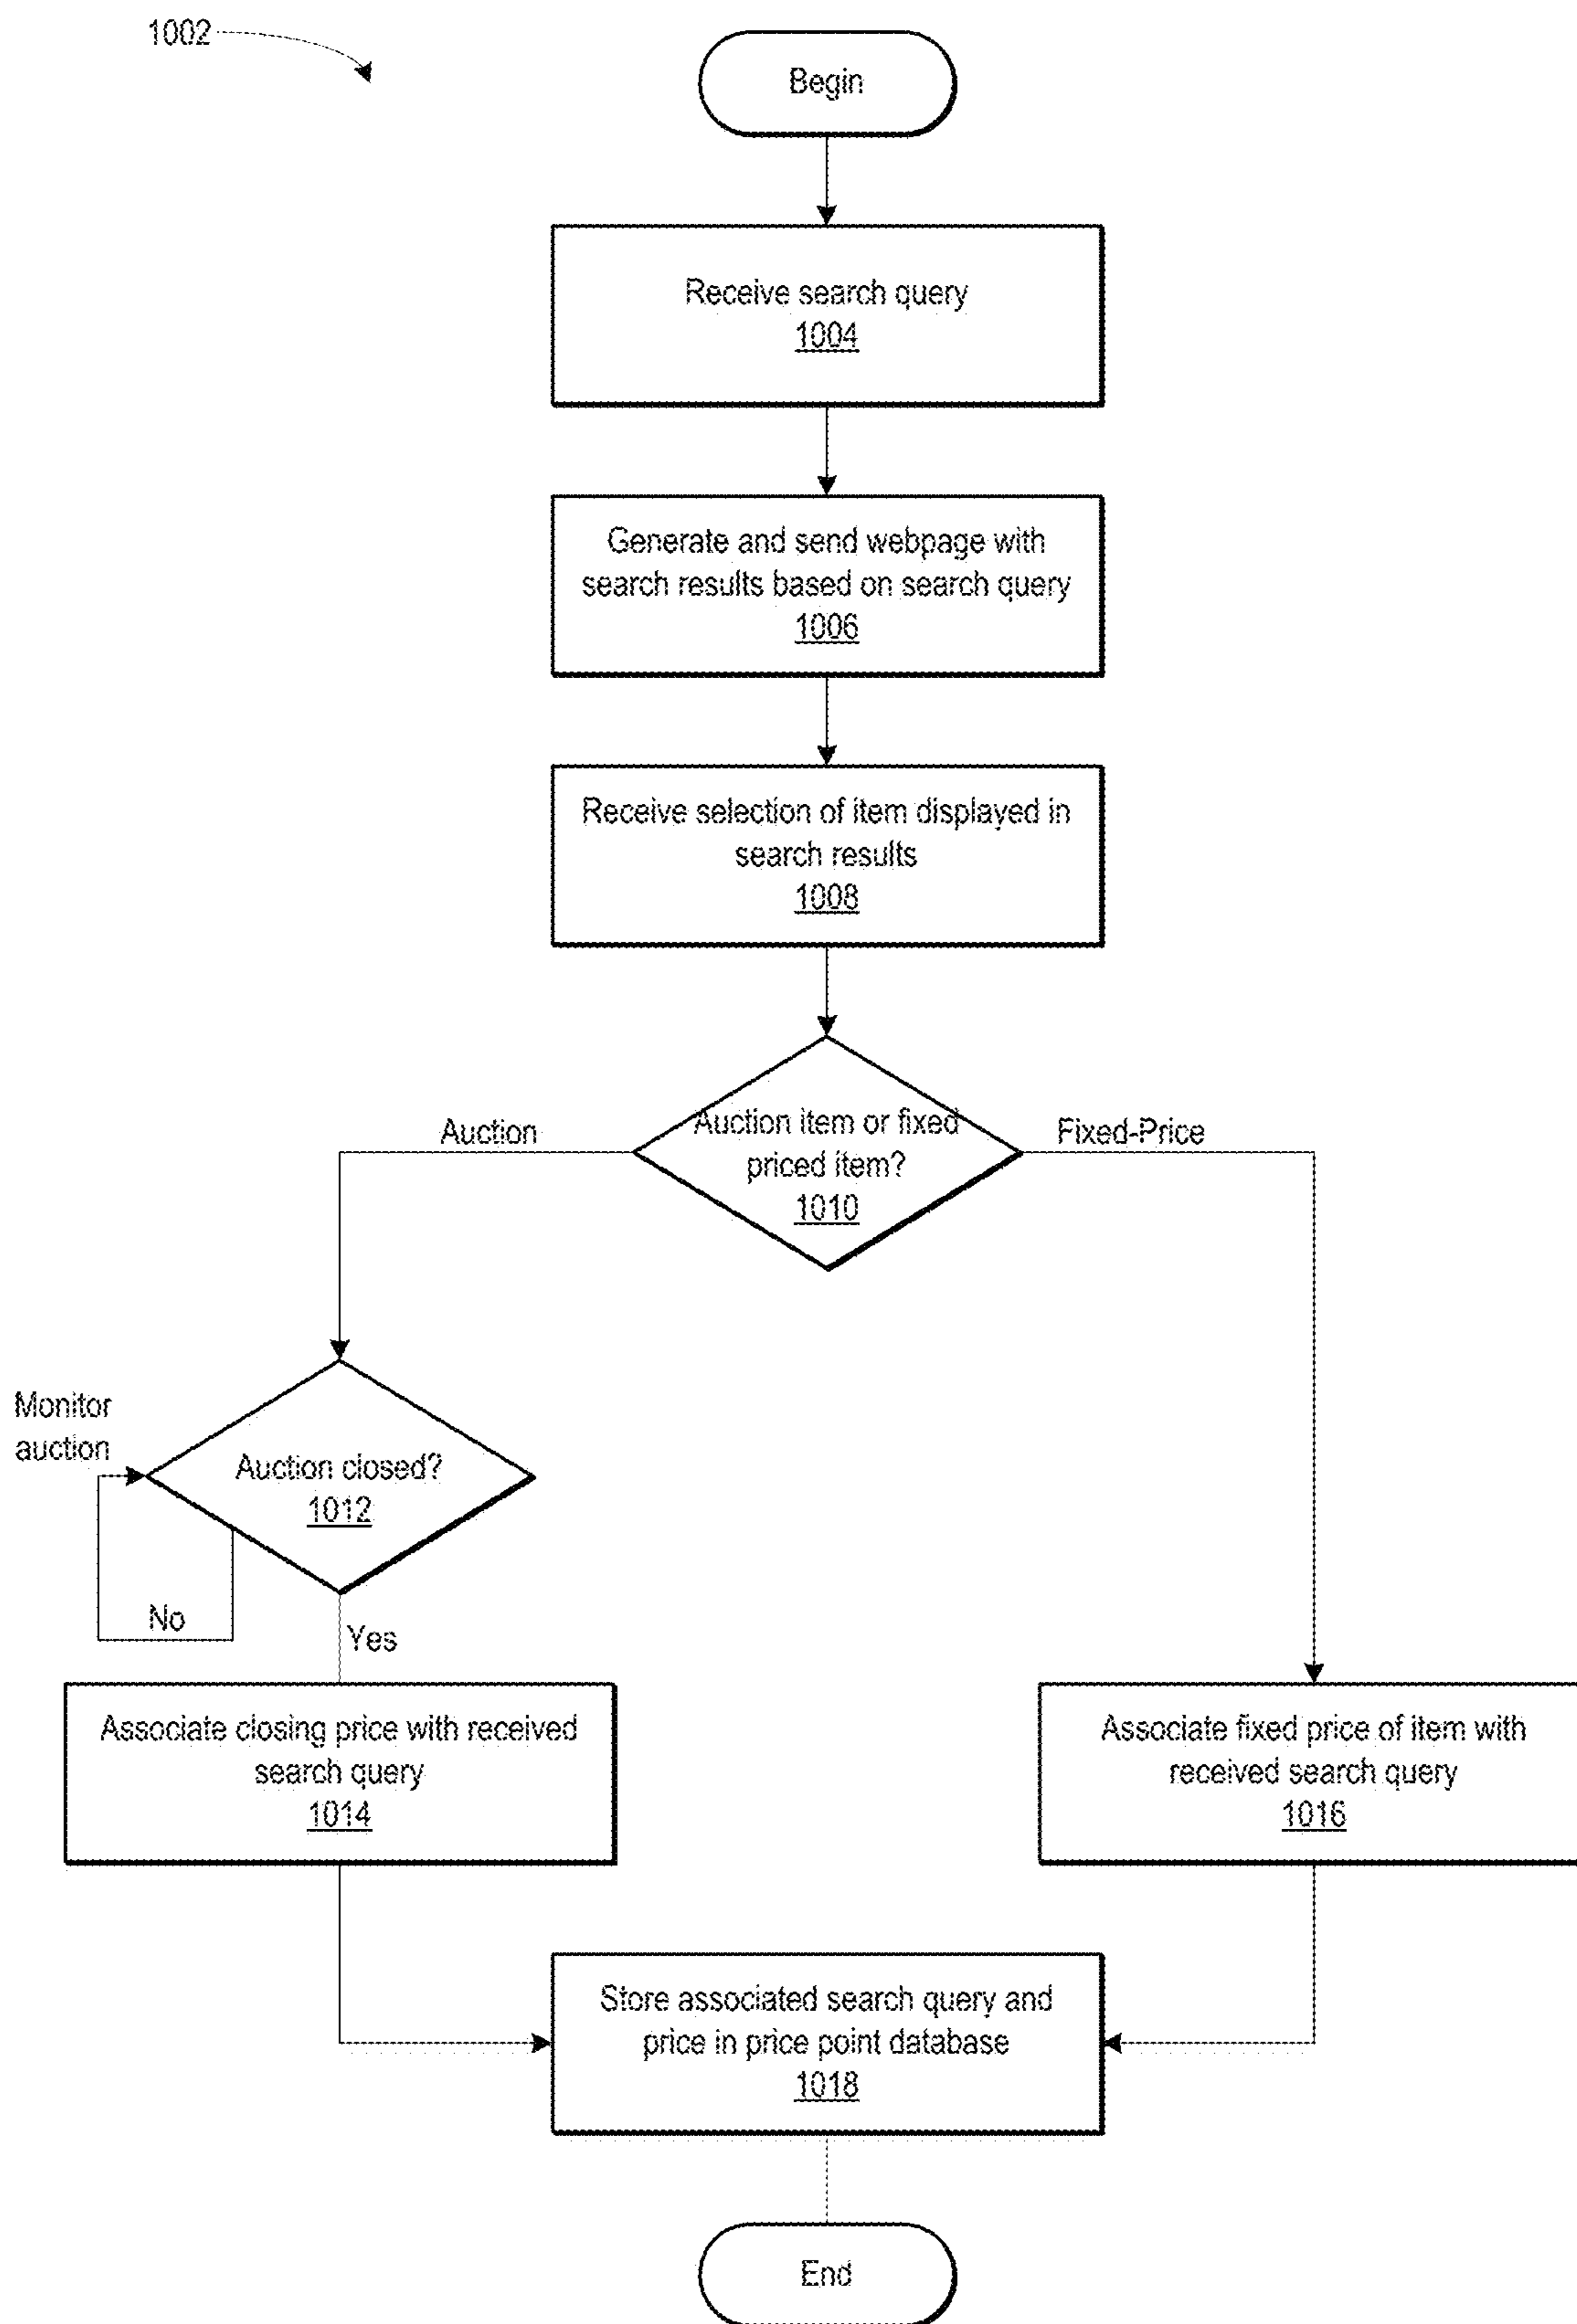 1002
Begin
Receive search query
1004
Generate and send webpage with
search results based on search query
1006
Receive selection of item displayed in
search results
1008
Auction item or fixed
priced item?
1010
Auction
Fixed-Price
Monitor
auction
Auction closed?
1012
No
Yes
Associate closing price with received
search query
1014
Associate fixed price of item with
received search query
1016
Store associated search query and
price in price point database
1018
End